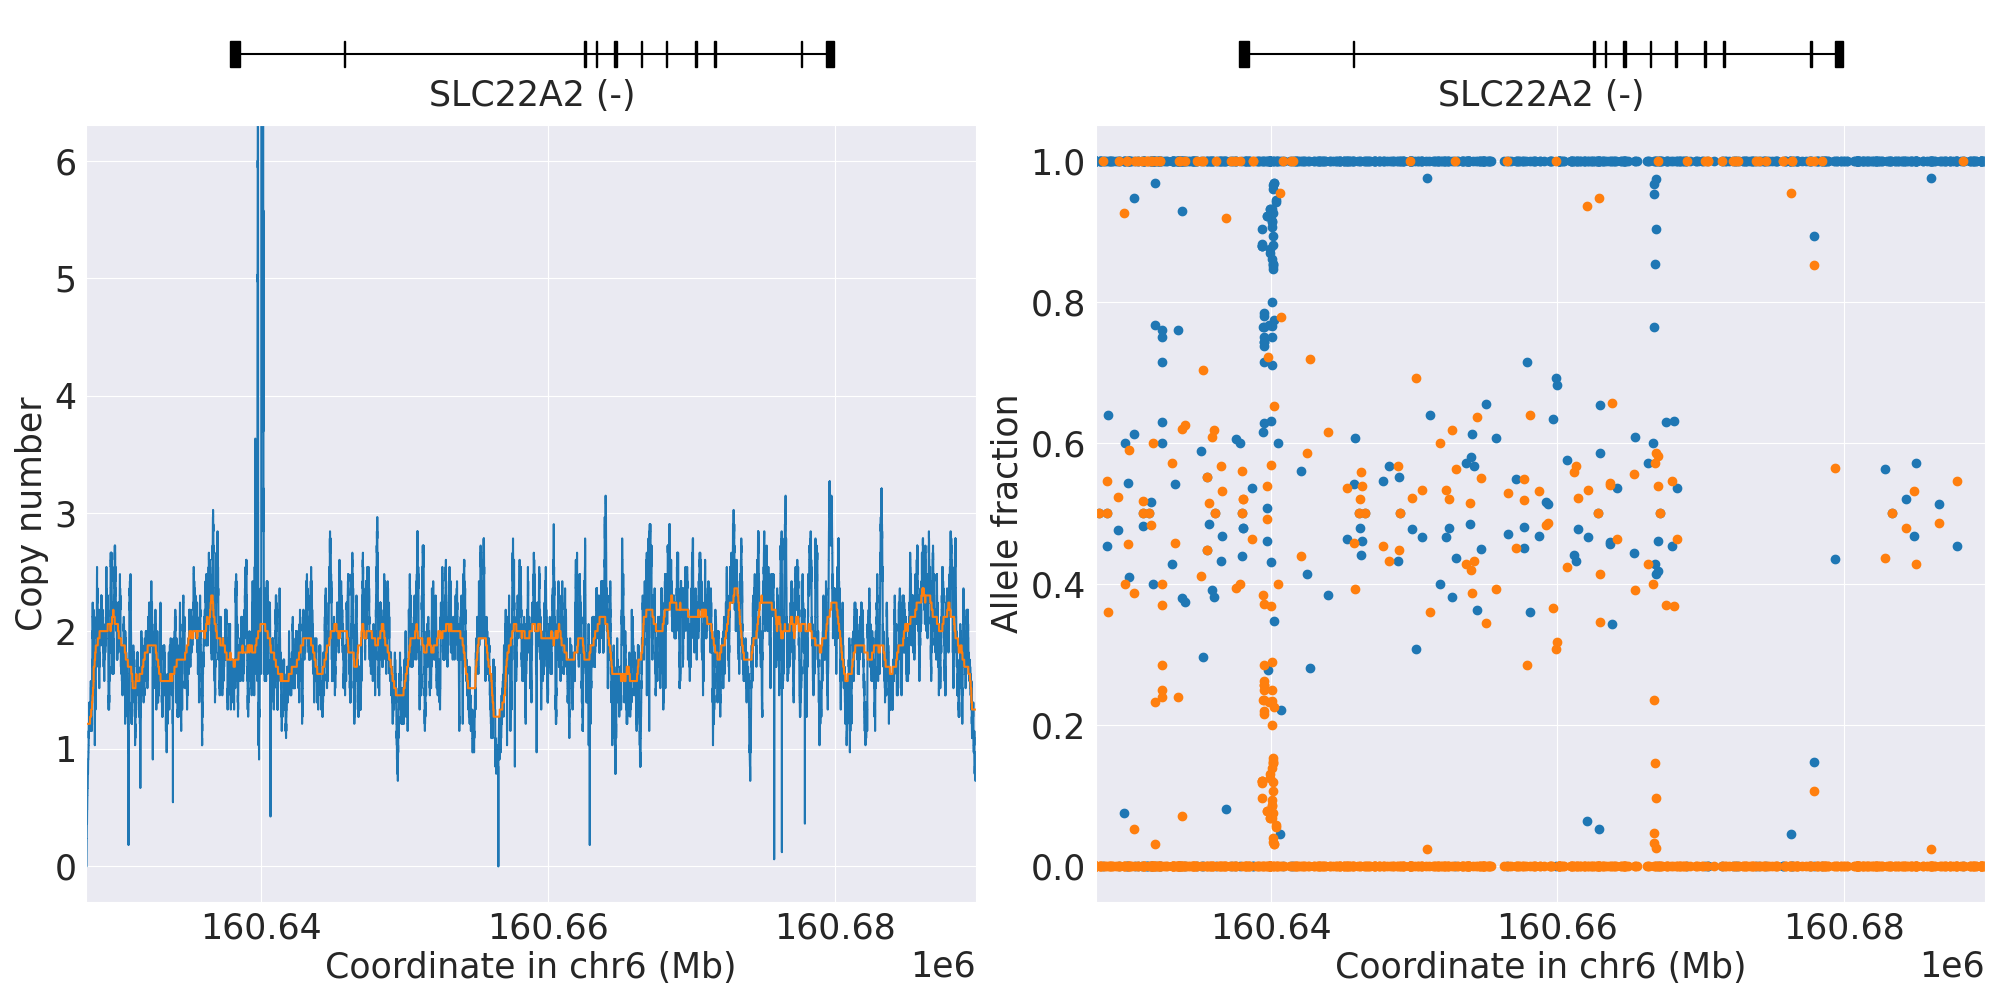 SLC22A2 (-)
6
5
4
3
2
1
0
Copy number
160.64 160.66 160.68
Coordinate in chr6 (Mb) 1e6
SLC22A2 (-)
1.0
0.8
0.6
0.4
0.2
0.0
Allele fraction
160.64 160.66 160.68
Coordinate in chr6 (Mb) 1e6